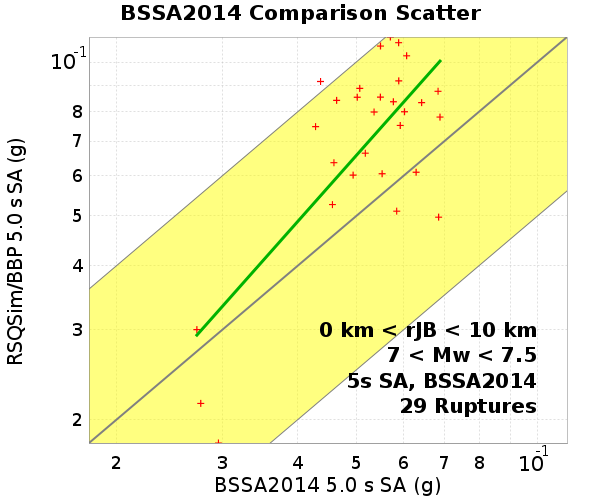 BSSA2014 Comparison Scatter
RSQSim/BBP 5.0 s SA (g)
10⁻¹
8
7
6
5
4
3
2
0 km < rJB < 10 km
7 < Mw < 7.5
5s SA, BSSA2014
29 Ruptures
2 3 4 5 6 7 8 10⁻¹
BSSA2014 5.0 s SA (g)